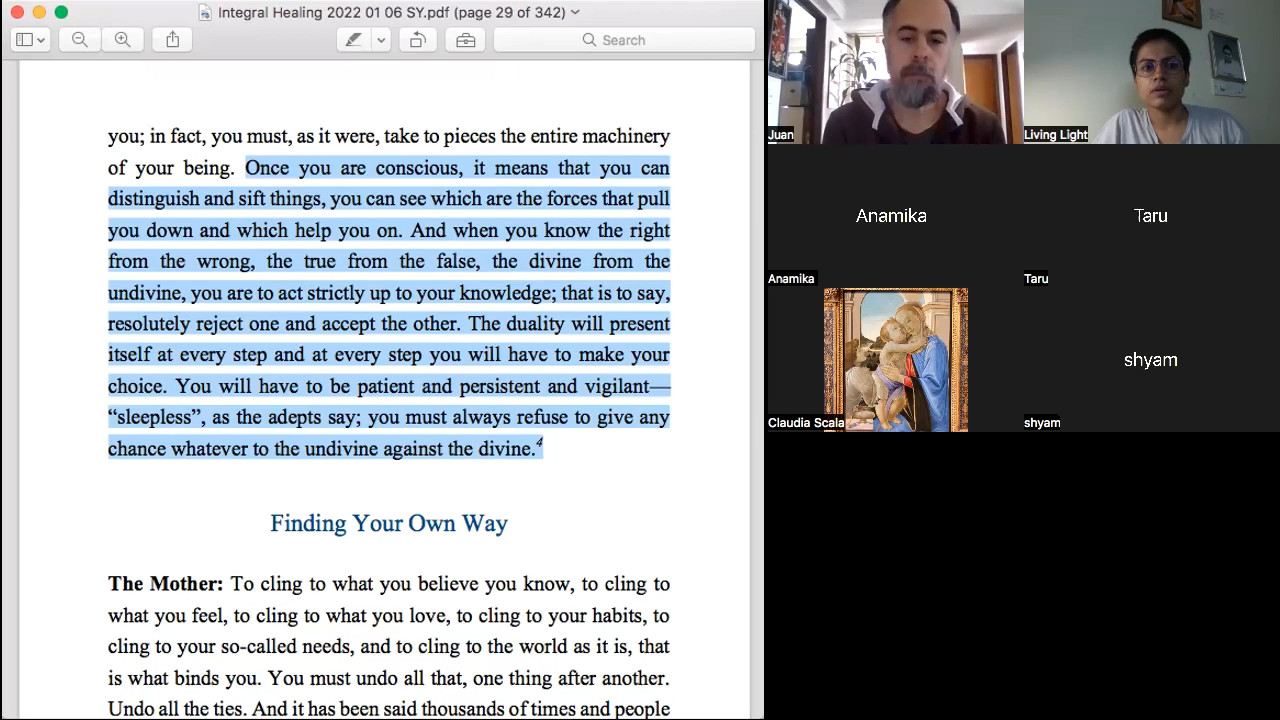 Integral Healing 2022 01 06 SY.pdf (page 29 of 342)
Search
you; in fact, you must, as it were, take to pieces the entire machinery
of your being. Once you are conscious, it means that you can
distinguish and sift things, you can see which are the forces that pull
you down and which help you on. And when you know the right
from the wrong, the true from the false, the divine from the
undivine, you are to act strictly up to your knowledge; that is to say,
resolutely reject one and accept the other. The duality will present
itself at every step and at every step you will have to make your
choice. You will have to be patient and persistent and vigilant—
“sleepless”, as the adepts say; you must always refuse to give any
chance whatever to the undivine against the divine.4
Finding Your Own Way
The Mother: To cling to what you believe you know, to cling to
what you feel, to cling to what you love, to cling to your habits, to
cling to your so-called needs, and to cling to the world as it is, that
is what binds you. You must undo all that, one thing after another.
Undo all the ties. And it has been said thousands of times and people
Juan
Living Light
Anamika
Taru
Anamika
Taru
shyam
Claudia Scala
shyam